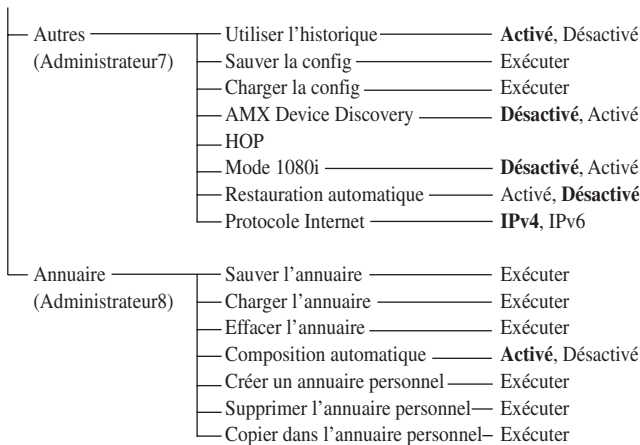 Autres Utiliser l’historique Activé, Désactivé
(Administrateur7) Sauver la config Exécuter
Charger la config Exécuter
AMX Device Discovery Désactivé, Activé
HOP
Mode 1080i Désactivé, Activé
Restauration automatique Activé, Désactivé
Protocole Internet IPv4, IPv6
Annuaire Sauver l’annuaire Exécuter
(Administrateur8) Charger l’annuaire Exécuter
Effacer l’annuaire Exécuter
Composition automatique Activé, Désactivé
Créer un annuaire personnel Exécuter
Supprimer l’annuaire personnel Exécuter
Copier dans l’annuaire personnel Exécuter